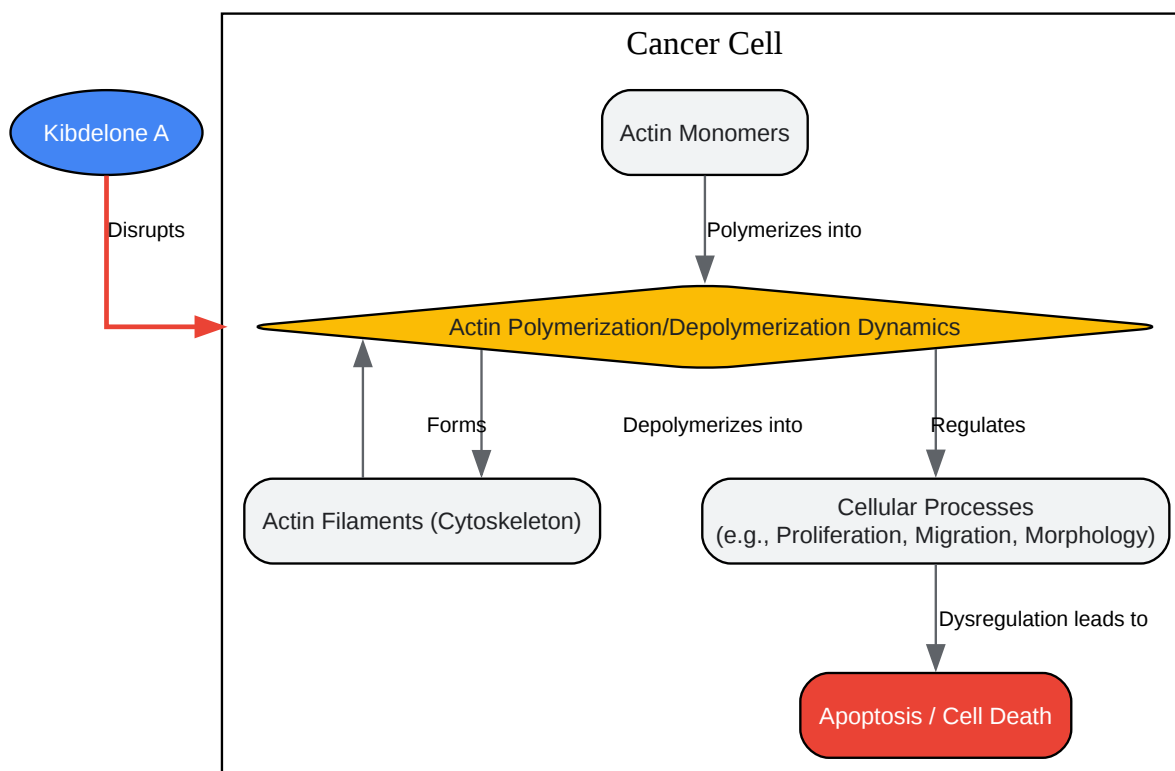 Cancer Cell
Kibdelone A
Actin Monomers
Disrupts
Polymerizes into
Actin Polymerization/Depolymerization Dynamics
Forms
Depolymerizes into
Regulates
Actin Filaments (Cytoskeleton)
Cellular Processes
(e.g., Proliferation, Migration, Morphology)
Dysregulation leads to
Apoptosis / Cell Death